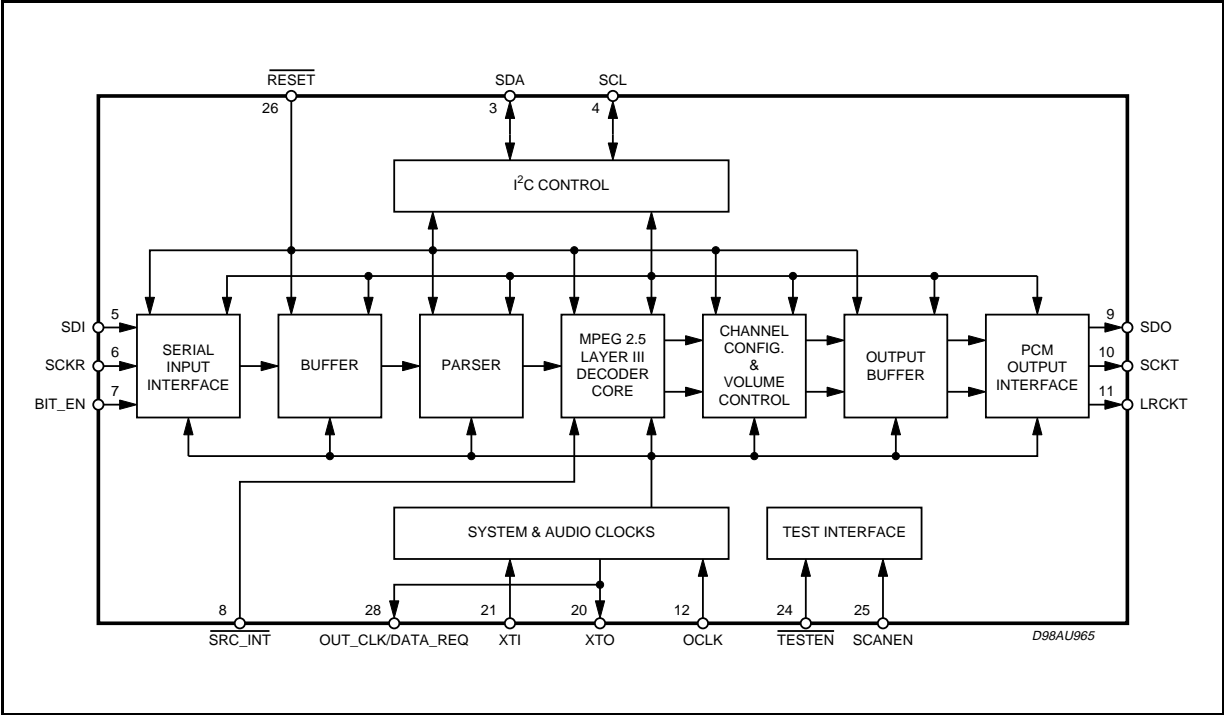 RESET
SDA
SCL
26
3
4
I²C CONTROL
SDI
5
SCKR
6
BIT_EN
7
SERIAL
INPUT
INTERFACE
BUFFER
PARSER
MPEG 2.5
LAYER III
DECODER
CORE
CHANNEL
CONFIG.
&
VOLUME
CONTROL
OUTPUT
BUFFER
PCM
OUTPUT
INTERFACE
9
SDO
10
SCKT
11
LRCKT
SYSTEM & AUDIO CLOCKS
TEST INTERFACE
8
28
21
20
12
24
25
SRC_INT
OUT_CLK/DATA_REQ
XTI
XTO
OCLK
TESTEN
SCANEN
D98AU965